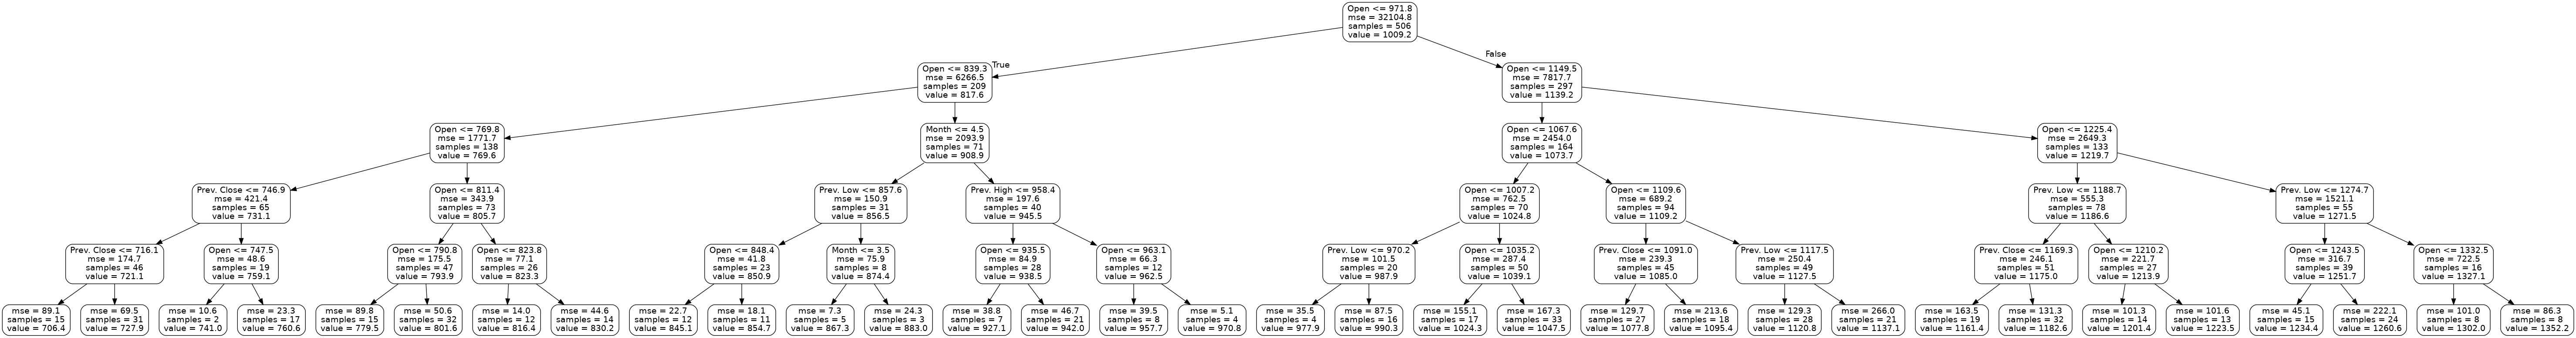 Open <= 971.8
mse = 32104.8
samples = 506
value = 1009.2
True
False
Open <= 839.3
mse = 6266.5
samples = 209
value = 817.6
Open <= 1149.5
mse = 7817.7
samples = 297
value = 1139.2
Open <= 769.8
mse = 1771.7
samples = 138
value = 769.6
Month <= 4.5
mse = 2093.9
samples = 71
value = 908.9
Open <= 1067.6
mse = 2454.0
samples = 164
value = 1073.7
Open <= 1225.4
mse = 2649.3
samples = 133
value = 1219.7
Prev. Close <= 746.9
mse = 421.4
samples = 65
value = 731.1
Open <= 811.4
mse = 343.9
samples = 73
value = 805.7
Prev. Low <= 857.6
mse = 150.9
samples = 31
value = 856.5
Prev. High <= 958.4
mse = 197.6
samples = 40
value = 945.5
Open <= 1007.2
mse = 762.5
samples = 70
value = 1024.8
Open <= 1109.6
mse = 689.2
samples = 94
value = 1109.2
Prev. Low <= 1188.7
mse = 555.3
samples = 78
value = 1186.6
Prev. Low <= 1274.7
mse = 1521.1
samples = 55
value = 1271.5
Prev. Close <= 716.1
mse = 174.7
samples = 46
value = 721.1
Open <= 747.5
mse = 48.6
samples = 19
value = 759.1
Open <= 790.8
mse = 175.5
samples = 47
value = 793.9
Open <= 823.8
mse = 77.1
samples = 26
value = 823.3
Open <= 848.4
mse = 41.8
samples = 23
value = 850.9
Month <= 3.5
mse = 75.9
samples = 8
value = 874.4
Open <= 935.5
mse = 84.9
samples = 28
value = 938.5
Open <= 963.1
mse = 66.3
samples = 12
value = 962.5
Prev. Low <= 970.2
mse = 101.5
samples = 20
value = 987.9
Open <= 1035.2
mse = 287.4
samples = 50
value = 1039.1
Prev. Close <= 1091.0
mse = 239.3
samples = 45
value = 1085.0
Prev. Low <= 1117.5
mse = 250.4
samples = 49
value = 1127.5
Prev. Close <= 1169.3
mse = 246.1
samples = 51
value = 1175.0
Open <= 1210.2
mse = 221.7
samples = 27
value = 1213.9
Open <= 1243.5
mse = 316.7
samples = 39
value = 1251.7
Open <= 1332.5
mse = 722.5
samples = 16
value = 1327.1
mse = 89.1
samples = 15
value = 706.4
mse = 69.5
samples = 31
value = 727.9
mse = 10.6
samples = 2
value = 741.0
mse = 23.3
samples = 17
value = 760.6
mse = 89.8
samples = 15
value = 779.5
mse = 50.6
samples = 32
value = 801.6
mse = 14.0
samples = 12
value = 816.4
mse = 44.6
samples = 14
value = 830.2
mse = 22.7
samples = 12
value = 845.1
mse = 18.1
samples = 11
value = 854.7
mse = 7.3
samples = 5
value = 867.3
mse = 24.3
samples = 3
value = 883.0
mse = 38.8
samples = 7
value = 927.1
mse = 46.7
samples = 21
value = 942.0
mse = 39.5
samples = 8
value = 957.7
mse = 5.1
samples = 4
value = 970.8
mse = 35.5
samples = 4
value = 977.9
mse = 87.5
samples = 16
value = 990.3
mse = 155.1
samples = 17
value = 1024.3
mse = 167.3
samples = 33
value = 1047.5
mse = 129.7
samples = 27
value = 1077.8
mse = 213.6
samples = 18
value = 1095.4
mse = 129.3
samples = 28
value = 1120.8
mse = 266.0
samples = 21
value = 1137.1
mse = 163.5
samples = 19
value = 1161.4
mse = 131.3
samples = 32
value = 1182.6
mse = 101.3
samples = 14
value = 1201.4
mse = 101.6
samples = 13
value = 1223.5
mse = 45.1
samples = 15
value = 1234.4
mse = 222.1
samples = 24
value = 1260.6
mse = 101.0
samples = 8
value = 1302.0
mse = 86.3
samples = 8
value = 1352.2